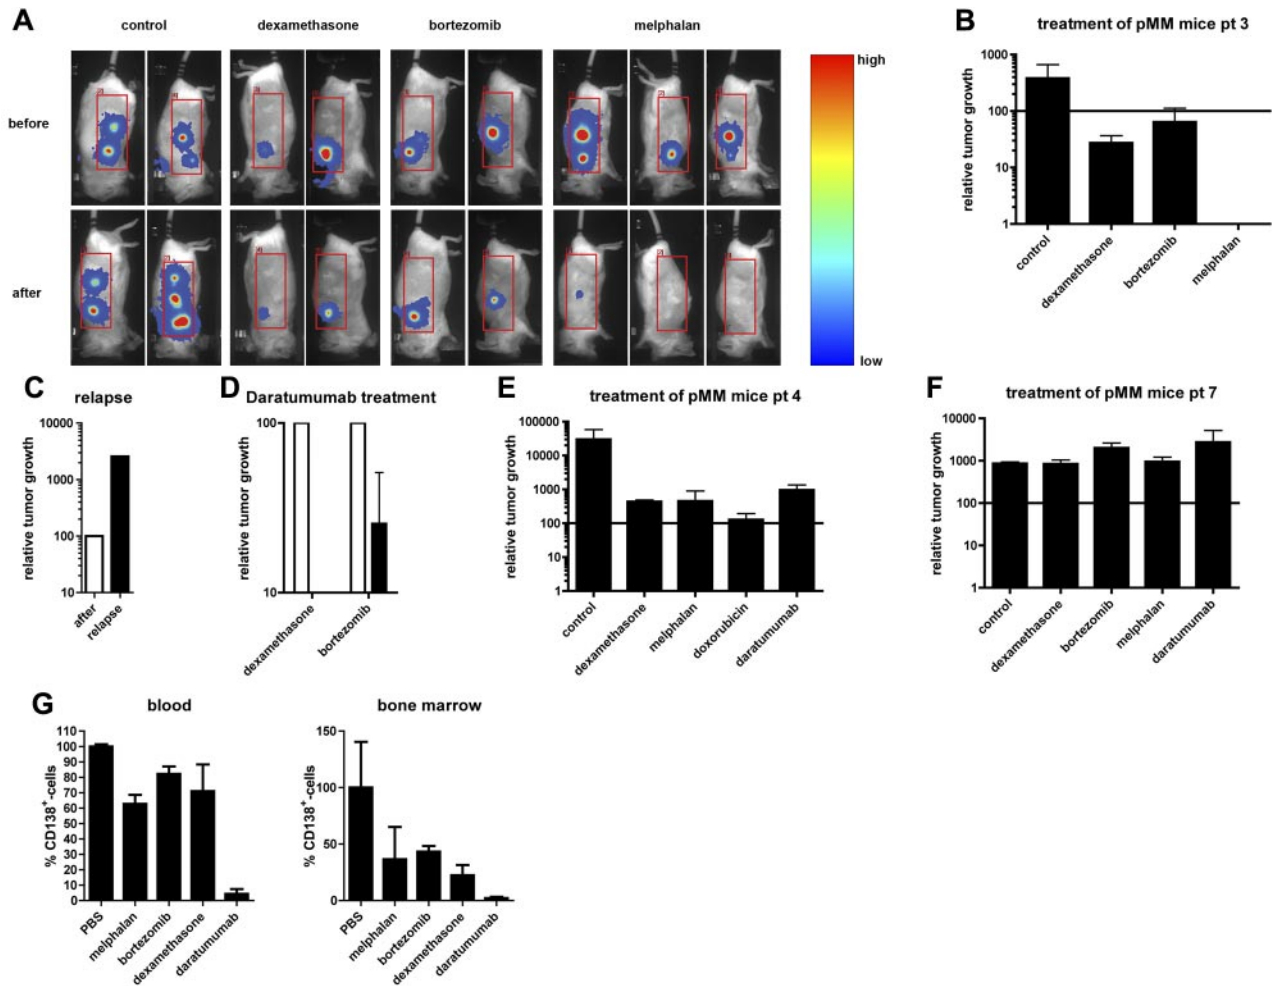 A
control
dexamethasone
bortezomib
melphalan
before
after
high
low
B
treatment of pMM mice pt 3
relative tumor growth
1000
100
10
1
control
dexamethasone
bortezomib
melphalan
C
relapse
relative tumor growth
10000
1000
100
10
after
relapse
D
Daratumumab treatment
relative tumor growth
100
10
dexamethasone
bortezomib
E
treatment of pMM mice pt 4
relative tumor growth
100000
10000
1000
100
10
1
control
dexamethasone
melphalan
doxorubicin
daratumumab
F
treatment of pMM mice pt 7
relative tumor growth
10000
1000
100
10
1
control
dexamethasone
bortezomib
melphalan
daratumumab
G
blood
% CD138+-cells
110
100
90
80
70
60
50
40
30
20
10
0
PBS
melphalan
bortezomib
dexamethasone
daratumumab
bone marrow
% CD138+-cells
150
100
50
0
PBS
melphalan
bortezomib
dexamethasone
daratumumab